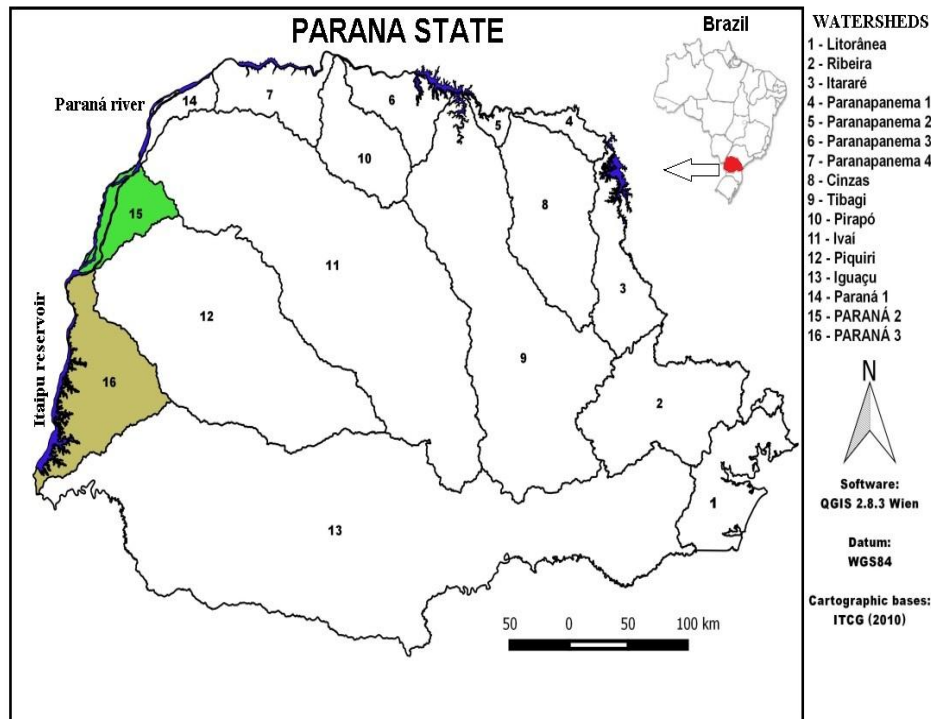 PARANA STATE
Brazil
Paraná river
Itaipu reservoir
14
7
6
5
4
10
8
15
11
3
12
9
16
2
13
1
50 0 50 100 km
WATERSHEDS
1 - Litorânea
2 - Ribeira
3 - Itararé
4 - Paranapanema 1
5 - Paranapanema 2
6 - Paranapanema 3
7 - Paranapanema 4
8 - Cinzas
9 - Tibagi
10 - Pirapó
11 - Ivaí
12 - Piquiri
13 - Iguaçu
14 - Paraná 1
15 - PARANÁ 2
16 - PARANÁ 3
N
Software:
QGIS 2.8.3 Wien
Datum:
WGS84
Cartographic bases:
ITCG (2010)